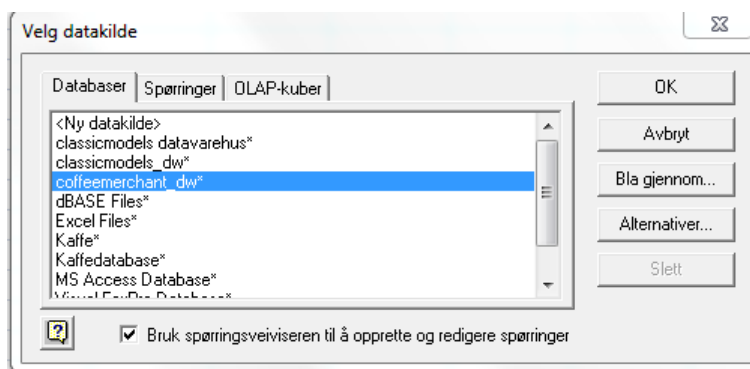 Velg datakilde
Databaser Spørringer OLAP-kuber
<Ny datakilde>
classicmodels datavarehus*
classicmodels_dw*
coffeemerchant_dw*
dBASE Files*
Excel Files*
Kaffe*
Kaffedatabase*
MS Access Database*
OK
Avbryt
Bla gjennom...
Alternativer...
Slett
Bruk spørringsveiviseren til å opprette og redigere spørringer